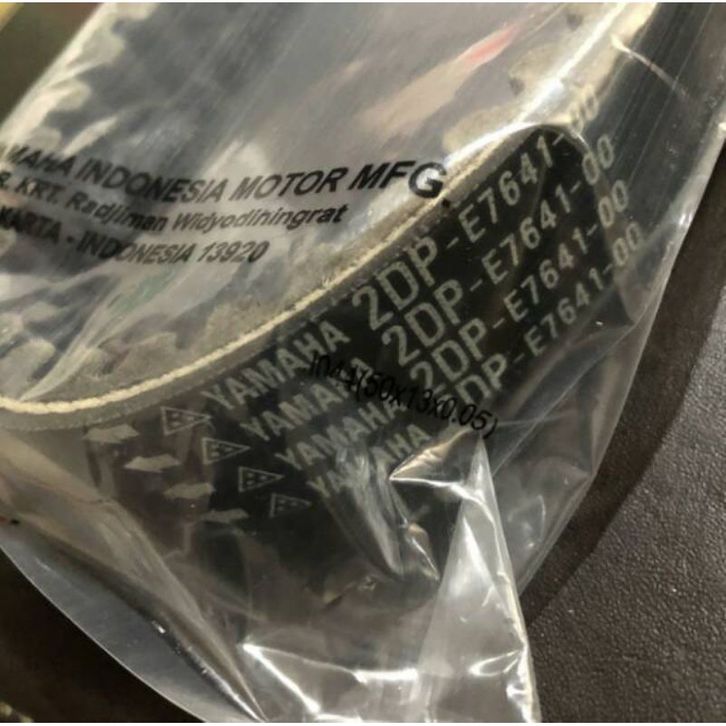 YAMAHA INDONESIA MOTOR MFG.
KRT. Radjiman Widyodiningrat
INDONESIA 13920
YAMAHA 2DP-E7641-00
YAMAHA 2DP-E7641-00
YAMAHA 2DP-E7641-00
YAMAHA 2DP-E7641-00
(50x13x0.05)